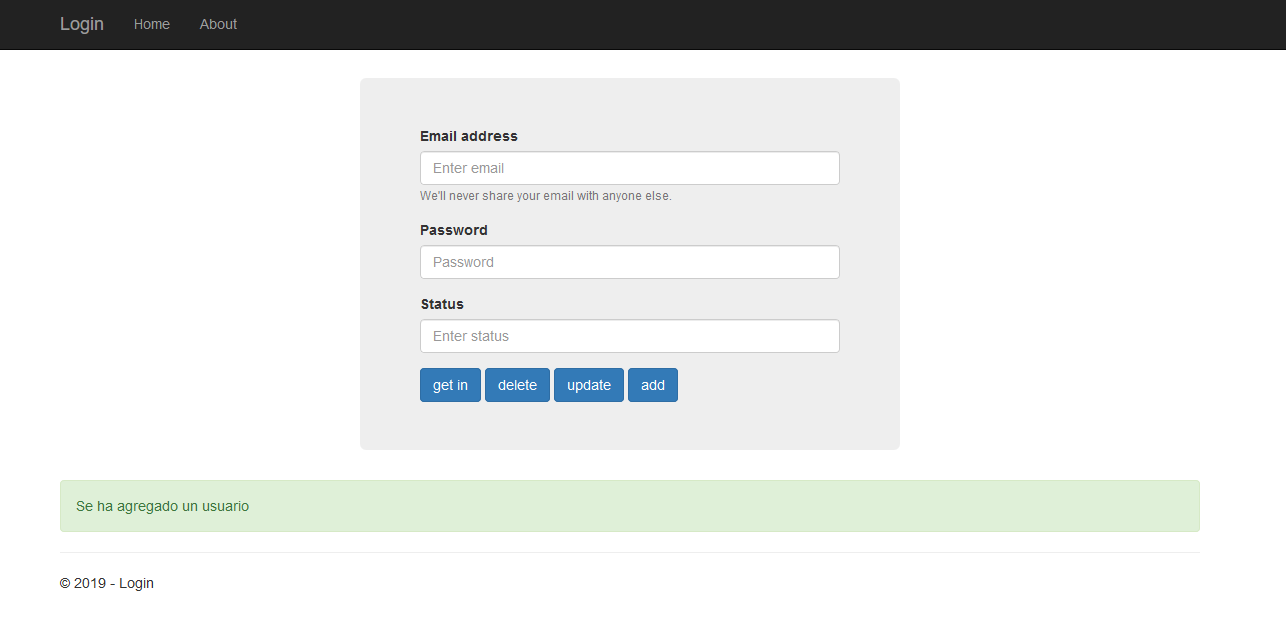 Login Home About
Email address
Enter email
We'll never share your email with anyone else.
Password
Password
Status
Enter status
get in delete update add
Se ha agregado un usuario
© 2019 - Login